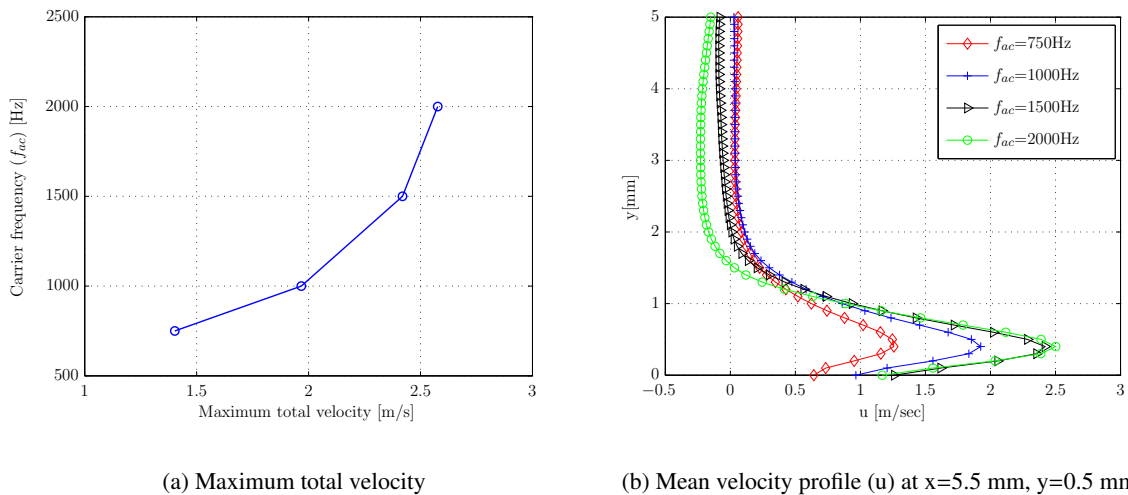 2500
2000
1500
1000
500
Carrier frequency (f_ac) [Hz]
1
1.5
2
2.5
3
Maximum total velocity [m/s]
(a) Maximum total velocity
5
4
3
2
1
0
y[mm]
−0.5
0
0.5
1
1.5
2
2.5
3
u [m/sec]
f_ac=750Hz
f_ac=1000Hz
f_ac=1500Hz
f_ac=2000Hz
(b) Mean velocity profile (u) at x=5.5 mm, y=0.5 mm